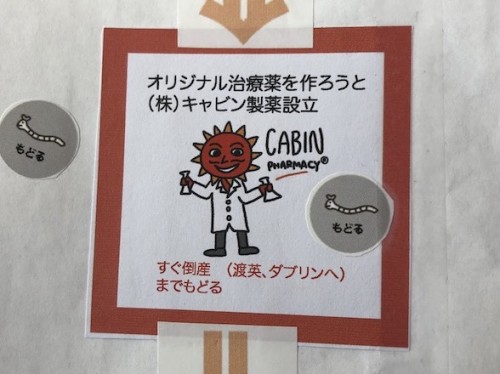 オリジナル治療薬を作ろうと
(株)キャビン製薬設立
CABIN
PHARMACY®
もどる
もどる
すぐ倒産 (渡英、ダブリンへ)
までもどる